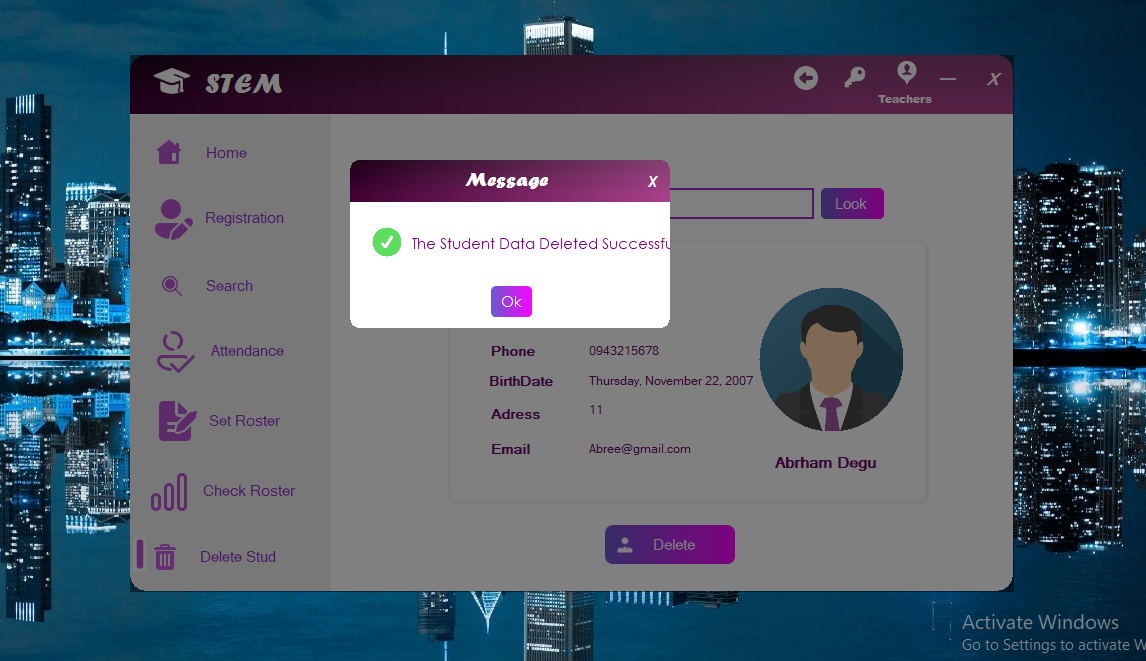 STEM
Teachers
X
Home
Registration
Search
Attendance
Set Roster
Check Roster
Delete Stud
Message
X
The Student Data Deleted Successfu
Ok
Look
Phone 0943215678
BirthDate Thursday, November 22, 2007
Adress 11
Email Abree@gmail.com
Abrham Degu
Delete
Activate Windows
Go to Settings to activate W